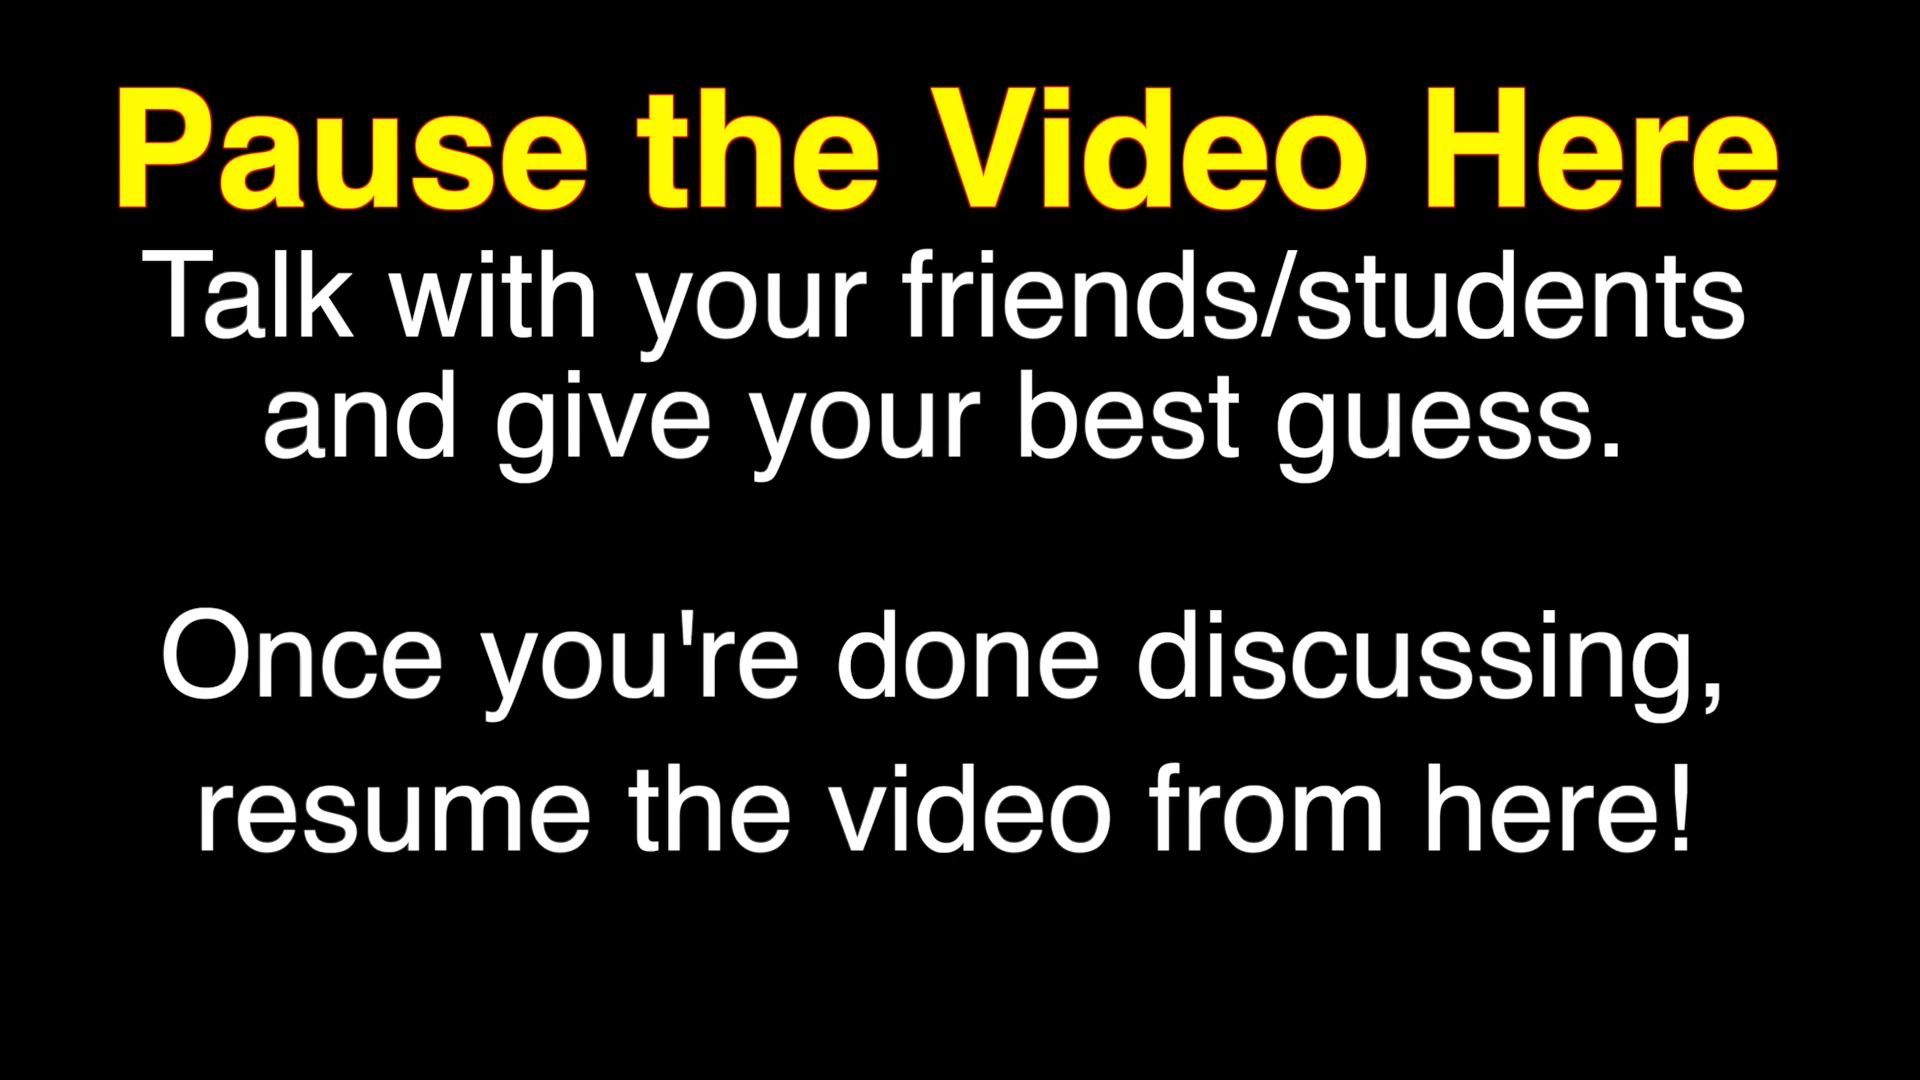 Pause the Video Here
Talk with your friends/students
and give your best guess.
Once you're done discussing,
resume the video from here!